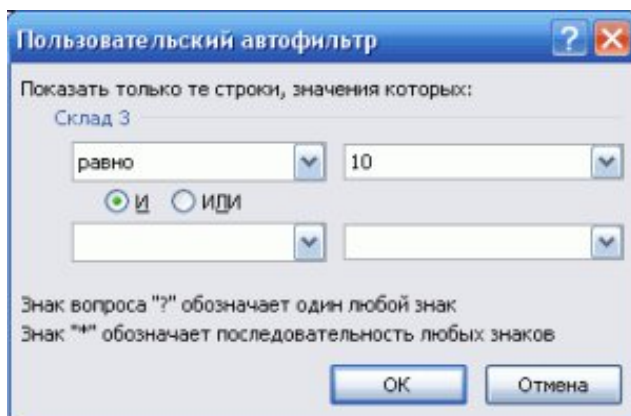 Пользовательский автофильтр
Показать только те строки, значения которых:
Склад 3
равно 10
И ИЛИ
Знак вопроса "?" обозначает один любой знак
Знак "*" обозначает последовательность любых знаков
ОК Отмена